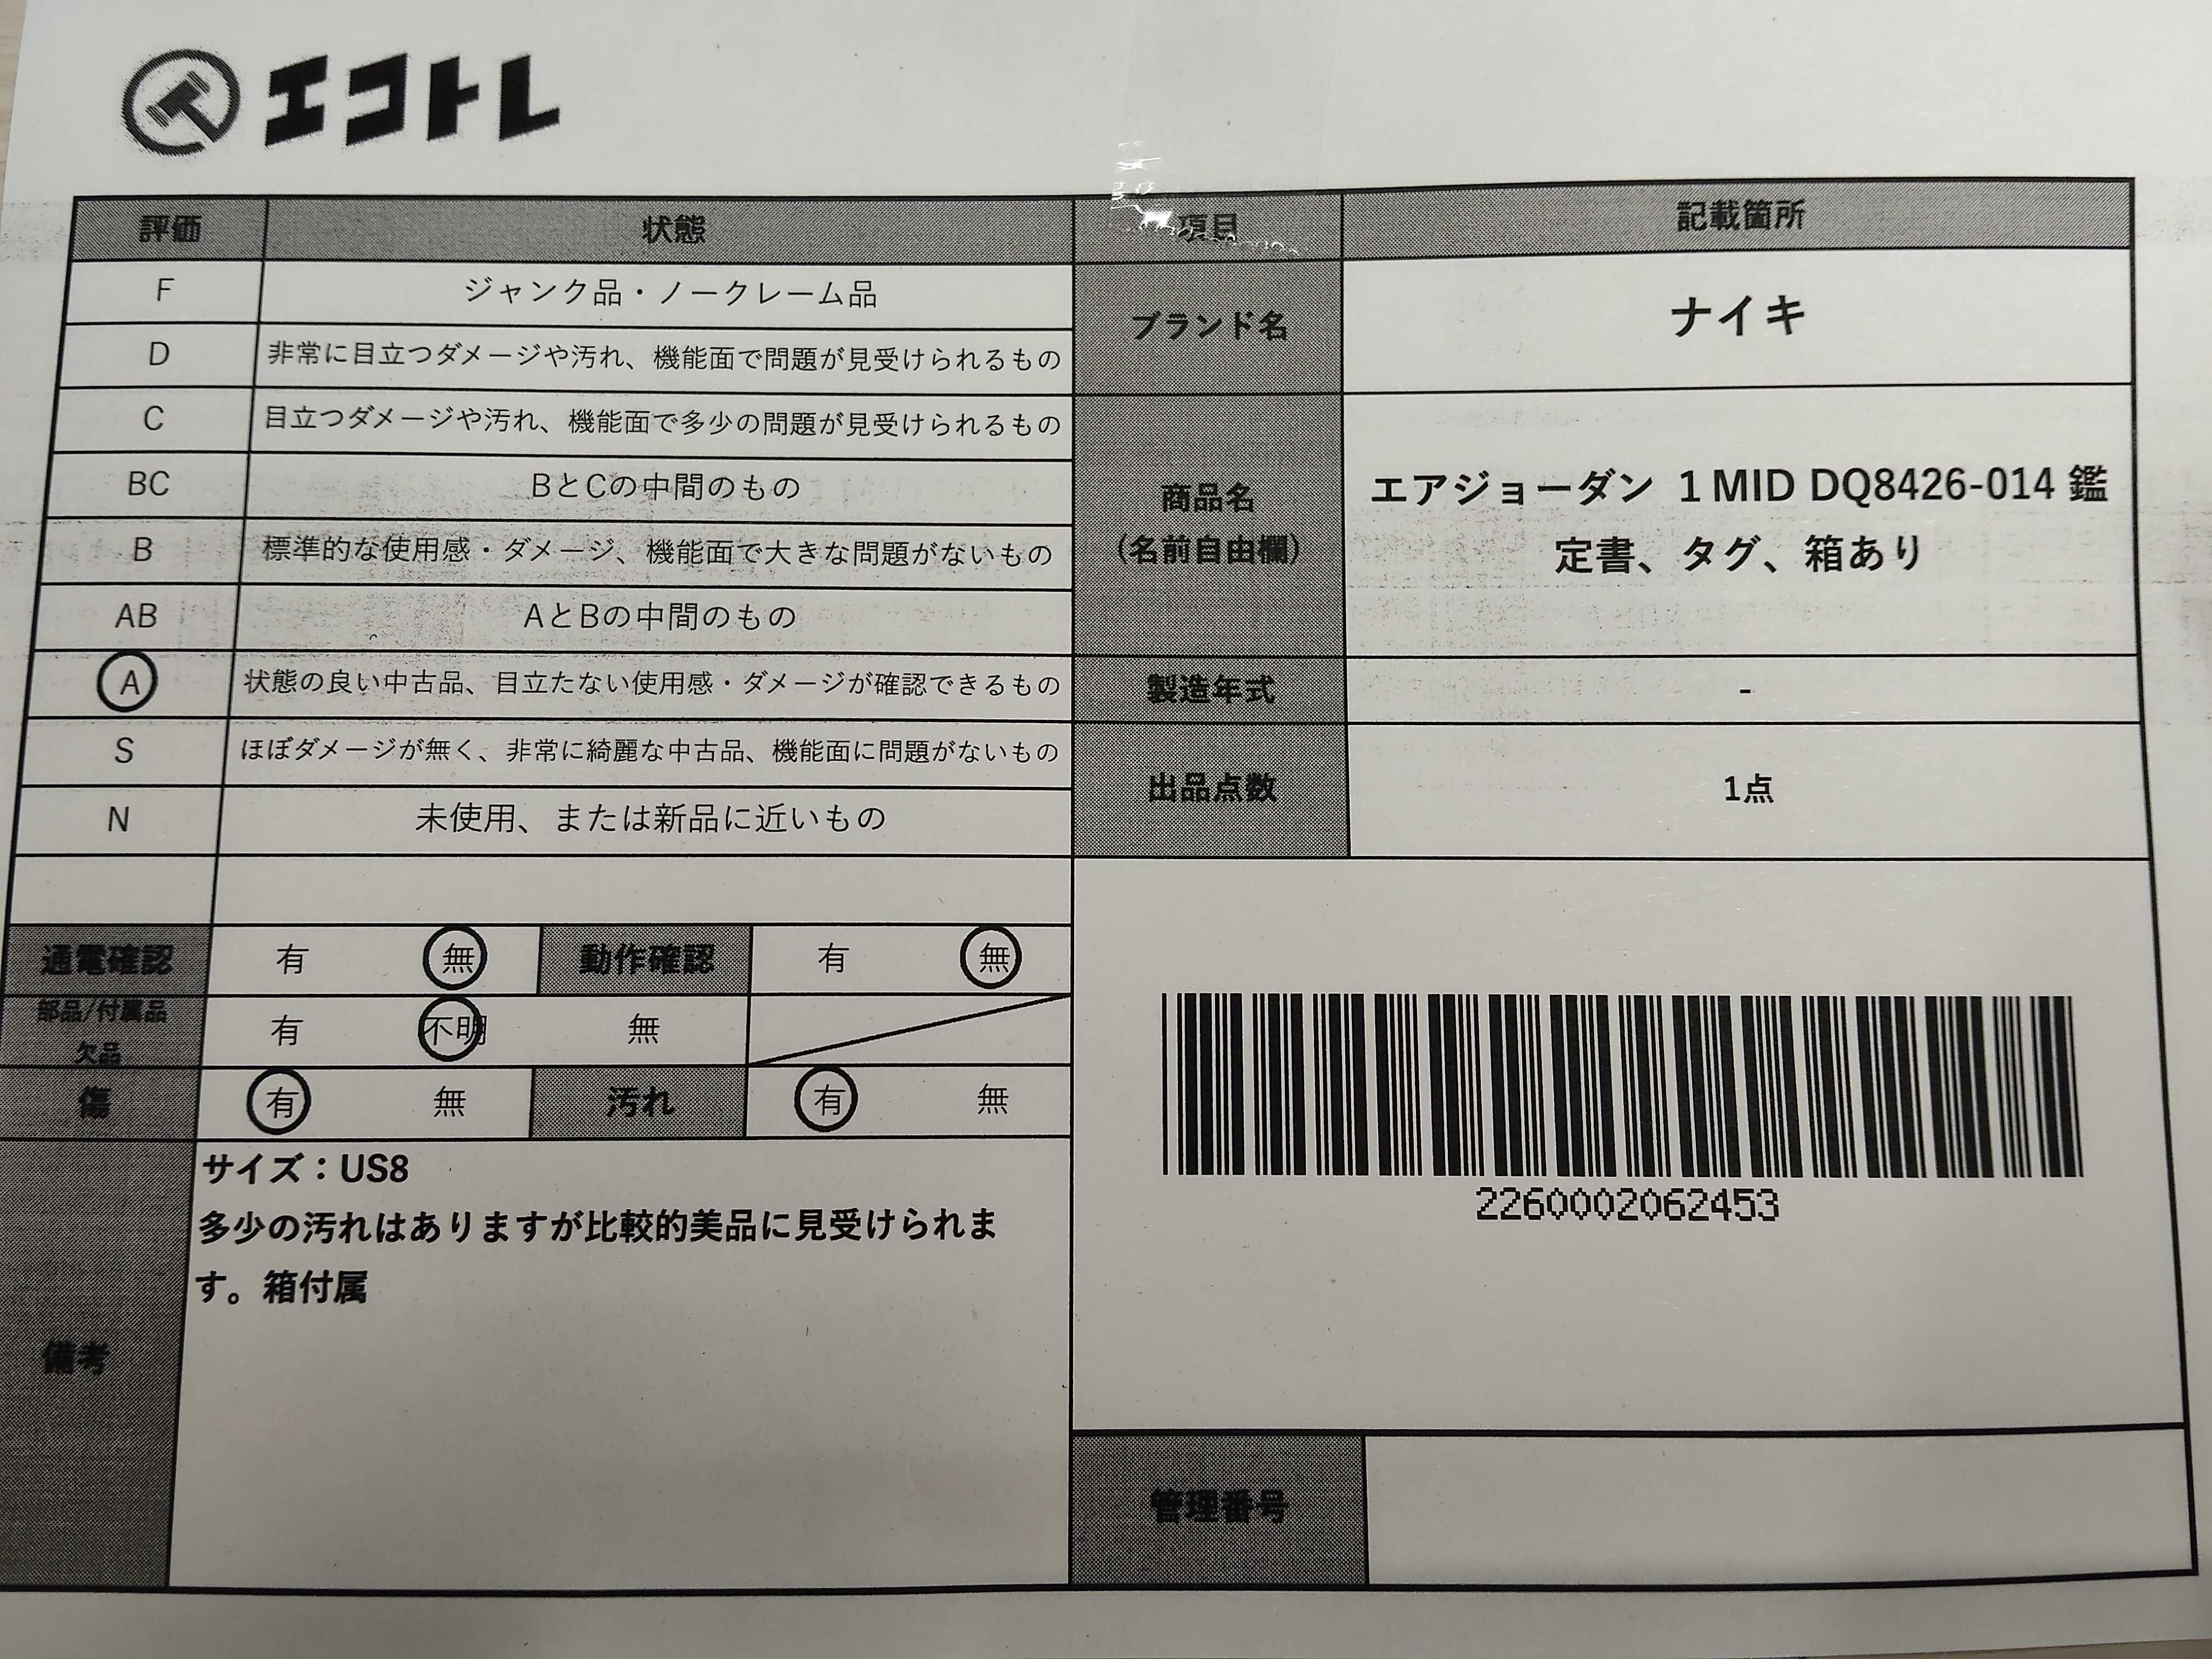 エコトレ
評価 状態
F ジャンク品・ノークレーム品
D 非常に目立つダメージや汚れ、機能面で問題が見受けられるもの
C 目立つダメージや汚れ、機能面で多少の問題が見受けられるもの
BC BとCの中間のもの
B 標準的な使用感・ダメージ、機能面で大きな問題がないもの
AB AとBの中間のもの
A 状態の良い中古品、目立たない使用感・ダメージが確認できるもの
S ほぼダメージが無く、非常に綺麗な中古品、機能面に問題がないもの
N 未使用、または新品に近いもの
通電確認 有 無 動作確認 有 無
部品/付属品
欠品
有 不明 無
傷 有 無 汚れ 有 無
備考
サイズ：US8
多少の汚れはありますが比較的美品に見受けられま
す。箱付属
項目 記載箇所
ブランド名 ナイキ
商品名
(名前自由欄)
エアジョーダン 1 MID DQ8426-014 鑑
定書、タグ、箱あり
製造年式 -
出品点数 1点
2260002062453
管理番号